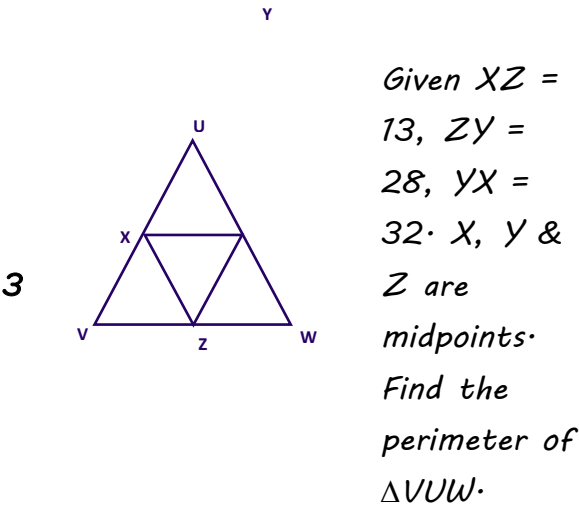 Y
U
X
3
V
Z
W
Given XZ =
13, ZY =
28, YX =
32. X, Y &
Z are
midpoints.
Find the
perimeter of
ΔVUW.